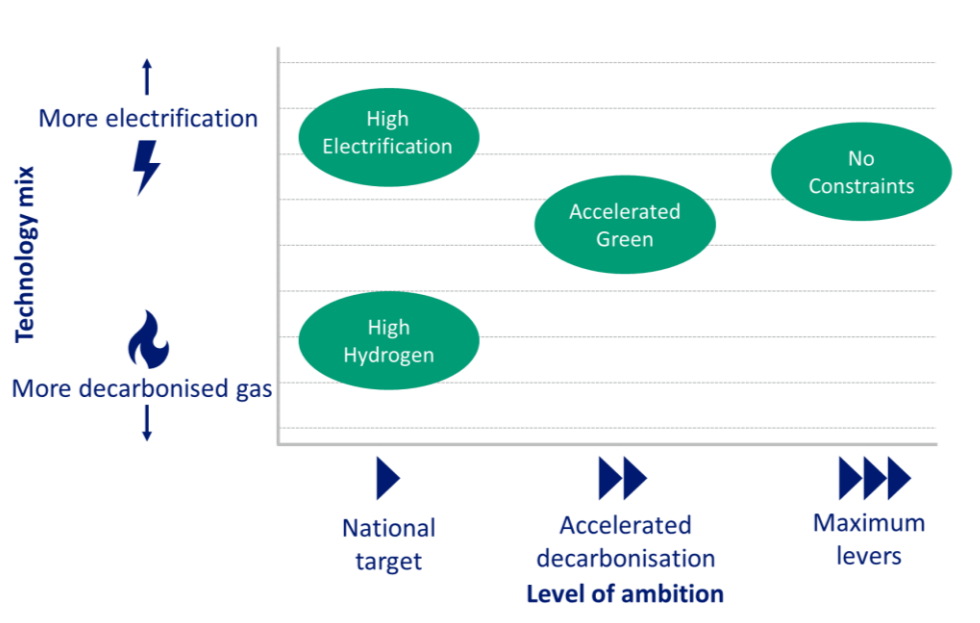 More electrification
Technology mix
More decarbonised gas
High
Electrification
No
Constraints
Accelerated
Green
High
Hydrogen
National
target
Accelerated
decarbonisation
Maximum
levers
Level of ambition